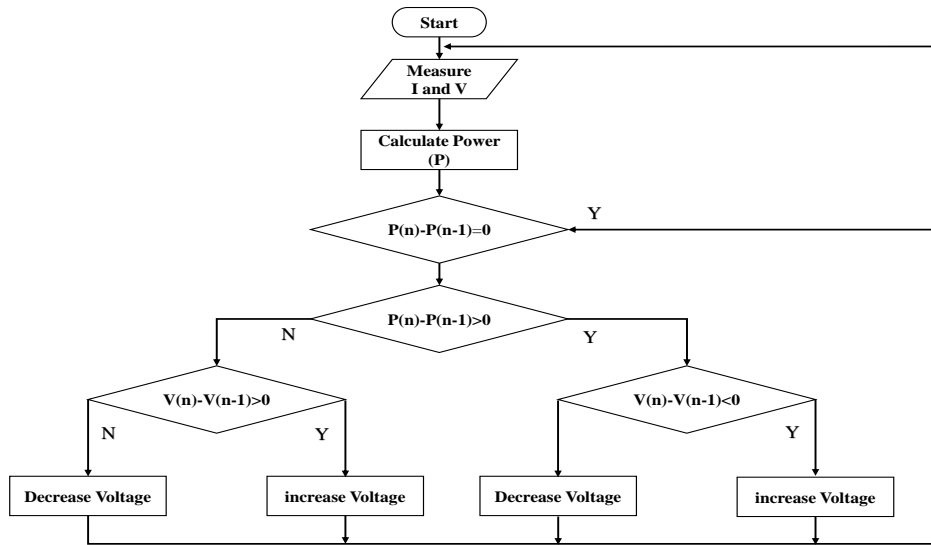 Start
Measure
I and V
Calculate Power
(P)
P(n)-P(n-1)=0
Y
P(n)-P(n-1)>0
N
Y
V(n)-V(n-1)>0
V(n)-V(n-1)<0
N
Y
Y
Decrease Voltage
increase Voltage
Decrease Voltage
increase Voltage